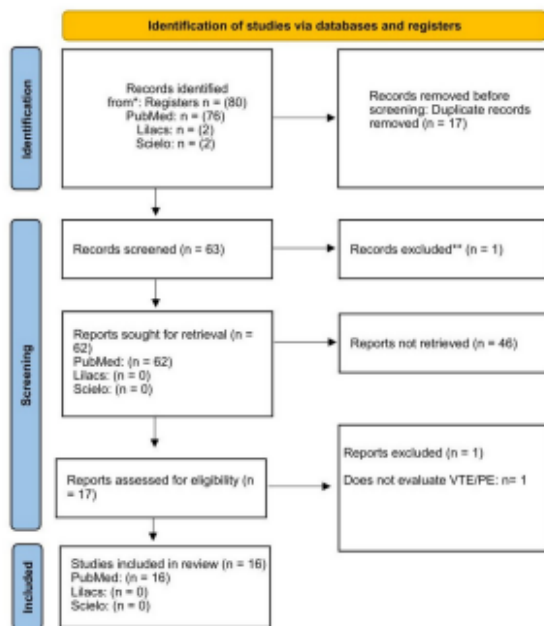 Identification of studies via databases and registers
Identification
Records identified
from*: Registers n = (80)
PubMed: n = (76)
Lilacs: n = (2)
Scielo: n = (2)
Records removed before
screening: Duplicate records
removed (n = 17)
Screening
Records screened (n = 63)
Records excluded** (n = 1)
Reports sought for retrieval (n =
62)
PubMed: (n = 62)
Lilacs: (n = 0)
Scielo: (n = 0)
Reports not retrieved (n = 46)
Reports assessed for eligibility (n
= 17)
Reports excluded (n = 1)
Does not evaluate VTE/PE: n= 1
Included
Studies included in review (n = 16)
PubMed: (n = 16)
Lilacs: (n = 0)
Scielo: (n = 0)